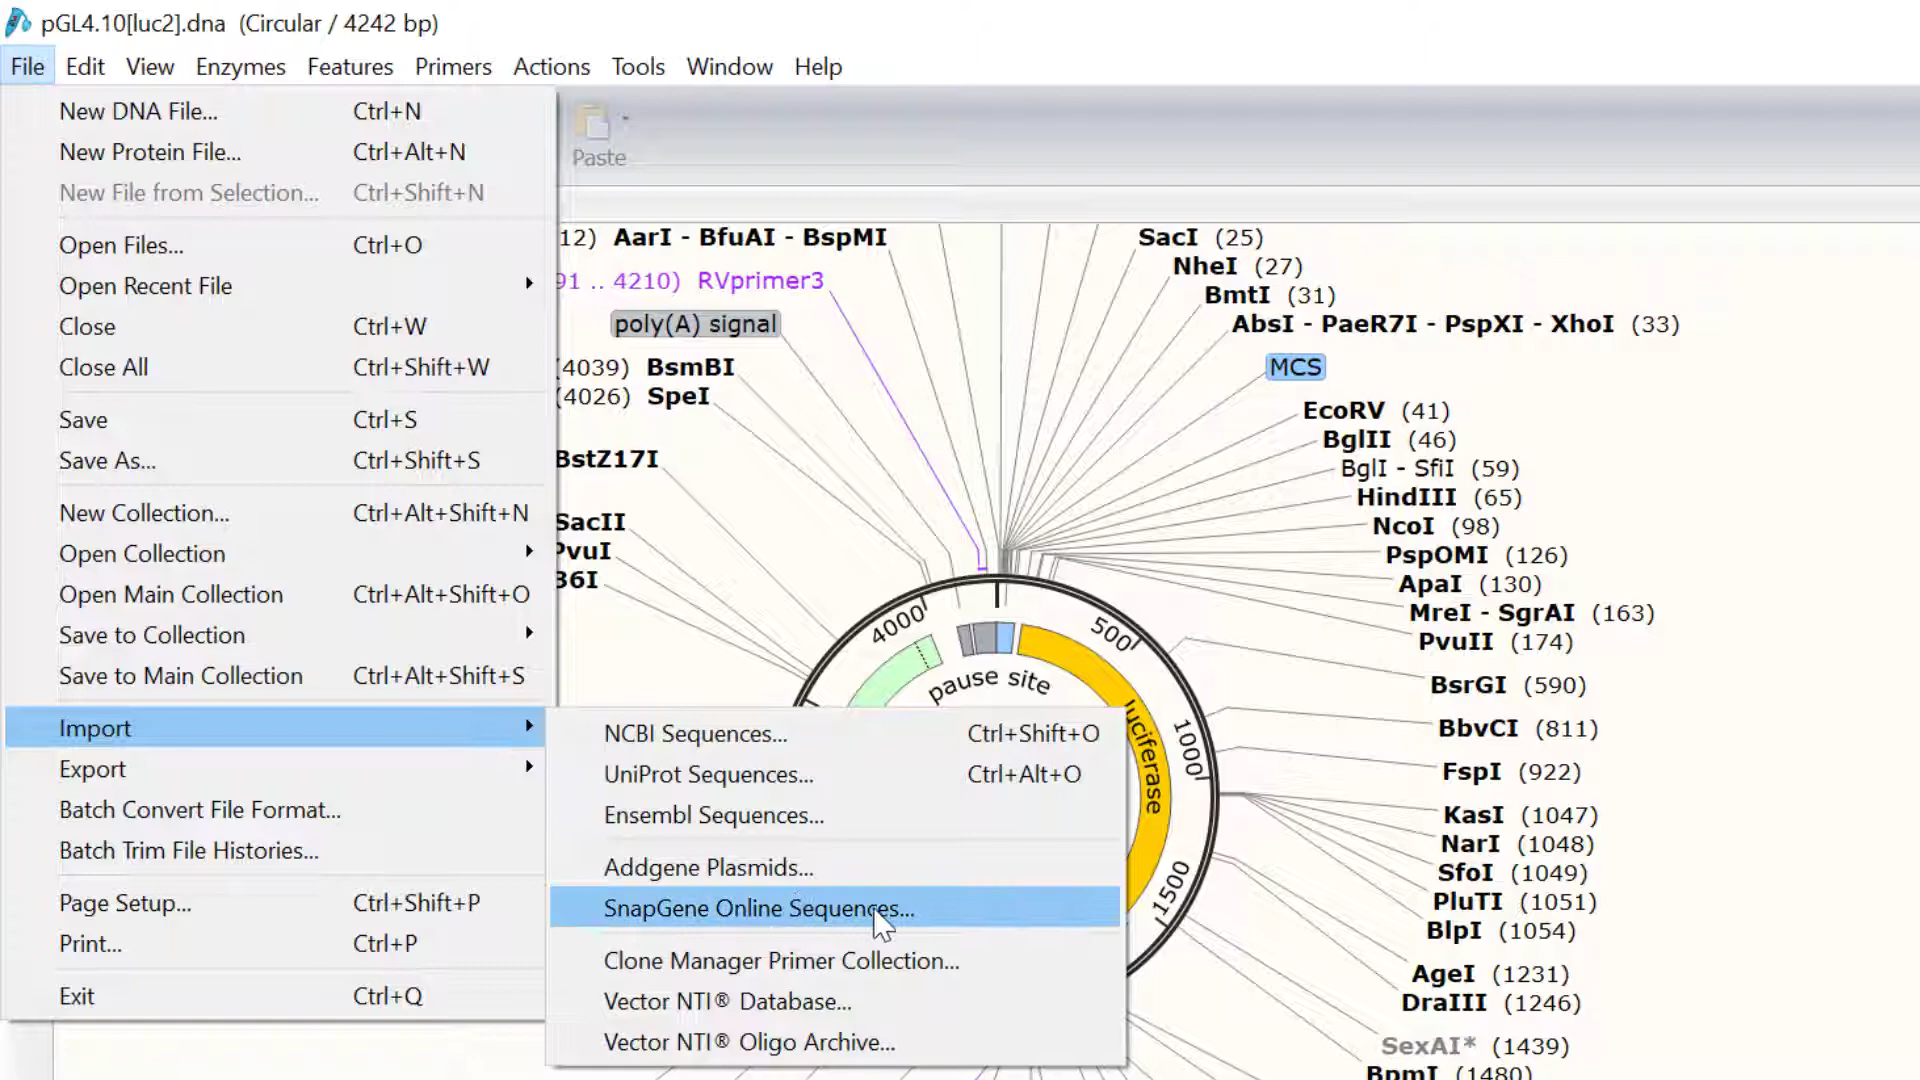 pGL4.10[luc2].dna (Circular / 4242 bp)
File Edit View Enzymes Features Primers Actions Tools Window Help
New DNA File... Ctrl+N
New Protein File... Ctrl+Alt+N
New File from Selection... Ctrl+Shift+N
Open Files... Ctrl+O
Open Recent File
Close Ctrl+W
Close All Ctrl+Shift+W
Save Ctrl+S
Save As... Ctrl+Shift+S
New Collection... Ctrl+Alt+Shift+N
Open Collection
Open Main Collection Ctrl+Alt+Shift+O
Save to Collection
Save to Main Collection Ctrl+Alt+Shift+S
Import
Export
Batch Convert File Format...
Batch Trim File Histories...
Page Setup... Ctrl+Shift+P
Print... Ctrl+P
Exit Ctrl+Q
NCBI Sequences... Ctrl+Shift+O
UniProt Sequences... Ctrl+Alt+O
Ensembl Sequences...
Addgene Plasmids...
SnapGene Online Sequences...
Clone Manager Primer Collection...
Vector NTI® Database...
Vector NTI® Oligo Archive...
Paste
12) AarI - BfuAI - BspMI
91 .. 4210) RVprimer3
poly(A) signal
(4039) BsmBI
(4026) SpeI
BstZ17I
SacII
PvuI
36I
4000
500
1000
1500
pause site
luciferase
SacI (25)
NheI (27)
BmtI (31)
AbsI - PaeR7I - PspXI - XhoI (33)
MCS
EcoRV (41)
BglII (46)
BglI - SfiI (59)
HindIII (65)
NcoI (98)
PspOMI (126)
ApaI (130)
MreI - SgrAI (163)
PvuII (174)
BsrGI (590)
BbvCI (811)
FspI (922)
KasI (1047)
NarI (1048)
SfoI (1049)
PluTI (1051)
BlpI (1054)
AgeI (1231)
DraIII (1246)
SexAI* (1439)
BpmI (1480)